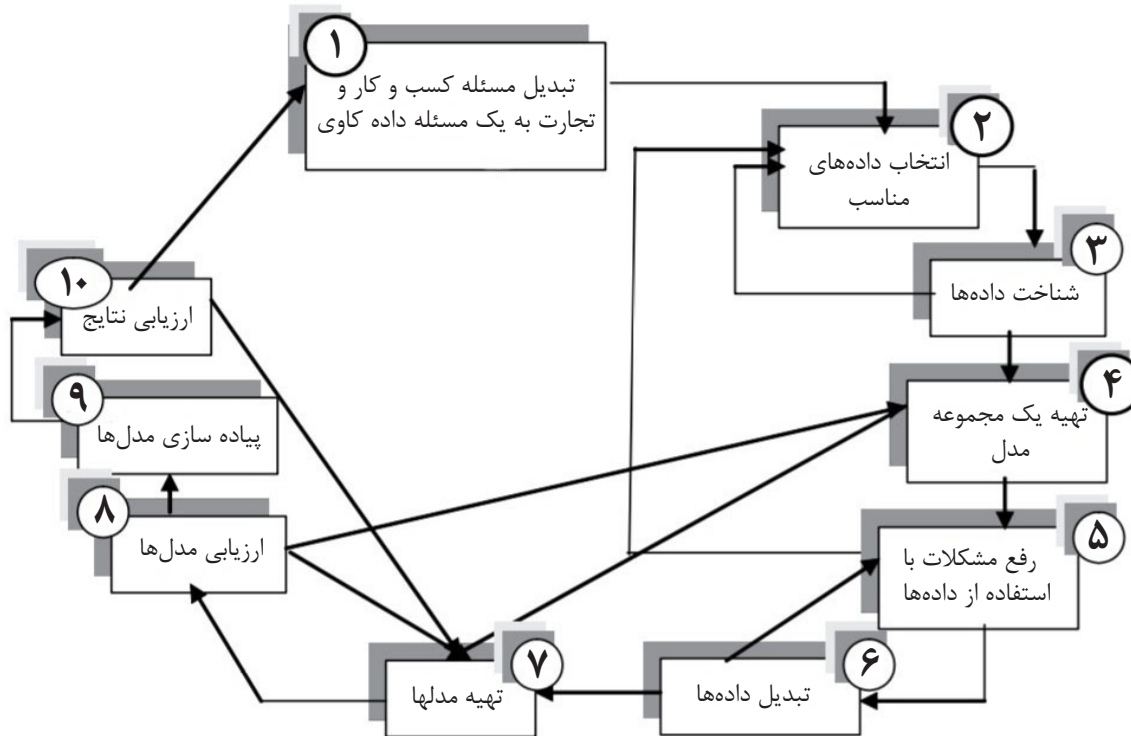 ۱
تبدیل مسئله کسب و کار و
تجارت به یک مسئله داده کاوی
۲
انتخاب داده‌های
مناسب
۳
شناخت داده‌ها
۴
تهیه یک مجموعه
مدل
۵
رفع مشکلات با
استفاده از داده‌ها
۶
تبدیل داده‌ها
۷
تهیه مدلها
۸
ارزیابی مدل‌ها
۹
پیاده سازی مدل‌ها
۱۰
ارزیابی نتایج